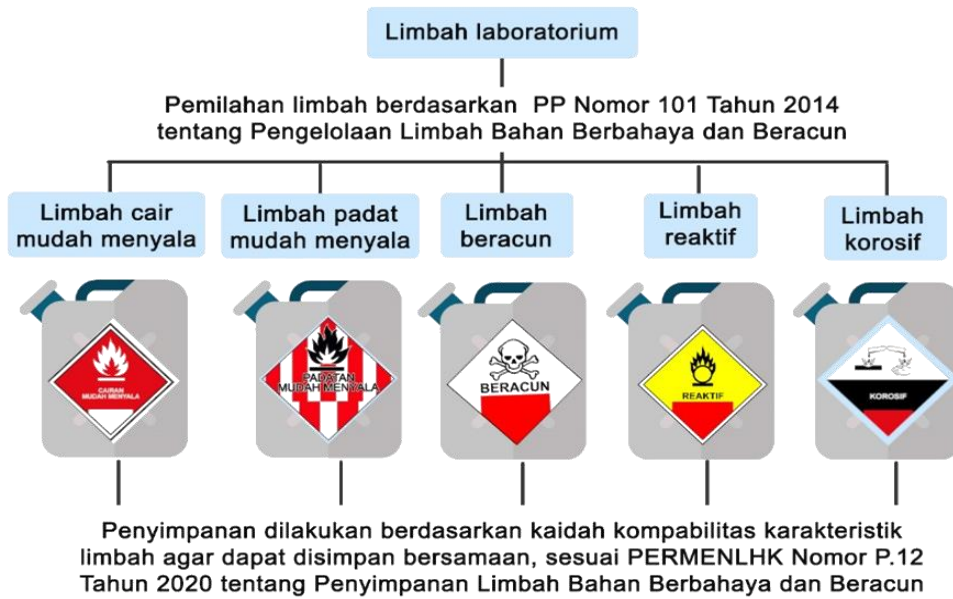 Limbah laboratorium
Pemilahan limbah berdasarkan PP Nomor 101 Tahun 2014
tentang Pengelolaan Limbah Bahan Berbahaya dan Beracun
Limbah cair
mudah menyala
Limbah padat
mudah menyala
Limbah
beracun
Limbah
reaktif
Limbah
korosif
CAIRAN
MUDAH MENYALA
PADATAN
MUDAH MENYALA
BERACUN
REAKTIF
KOROSIF
Penyimpanan dilakukan berdasarkan kaidah kompabilitas karakteristik
limbah agar dapat disimpan bersamaan, sesuai PERMENLHK Nomor P.12
Tahun 2020 tentang Penyimpanan Limbah Bahan Berbahaya dan Beracun